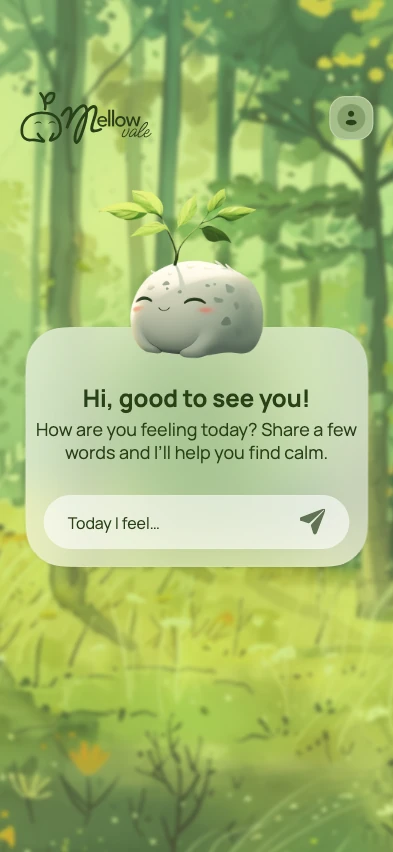 Mellow
vale
Hi, good to see you!
How are you feeling today? Share a few
words and I'll help you find calm.
Today I feel...